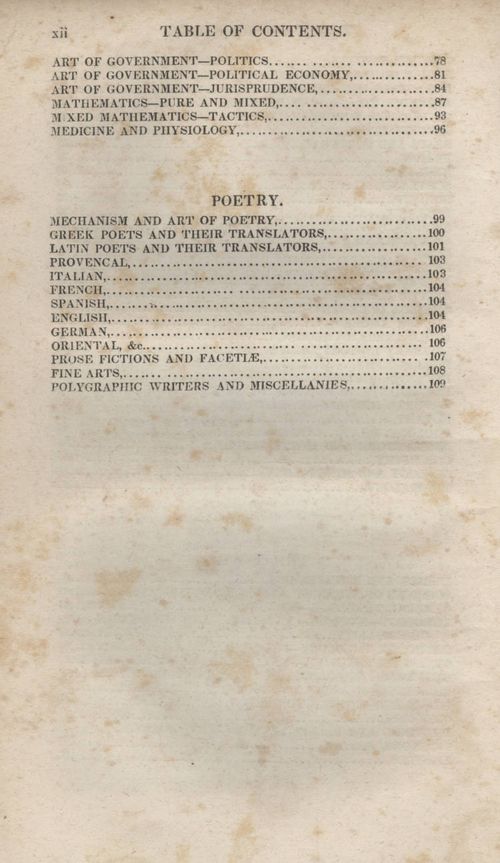 xii TABLE OF CONTENTS.
ART OF GOVERNMENT—POLITICS...... ....... .............78
ART OF GOVERNMENT—POLITICAL ECONOMY,..............81
ART OF GOVERNMENT—JURISPRUDENCE,....................84
MATHEMATICS—PURE AND MIXED,.... .......................87
M XED MATHEMATICS—TACTICS,.............................93
MEDICINE AND PHYSIOLOGY,.................................96
POETRY.
MECHANISM AND ART OF POETRY,..........................99
GREEK POETS AND THEIR TRANSLATORS,.................100
LATIN POETS AND THEIR TRANSLATORS,..................101
PROVENCAL,................................................. 103
ITALIAN,......................................................103
FRENCH,...................... ................................104
SPANISH,......................................................104
ENGLISH,......................................................104
GERMAN,......................................................106
ORIENTAL, &c............................................... 106
PROSE FICTIONS AND FACETIÆ,........................... .107
FINE ARTS,...... ............................................108
POLYGRAPHIC WRITERS AND MISCELLANIES,.............109